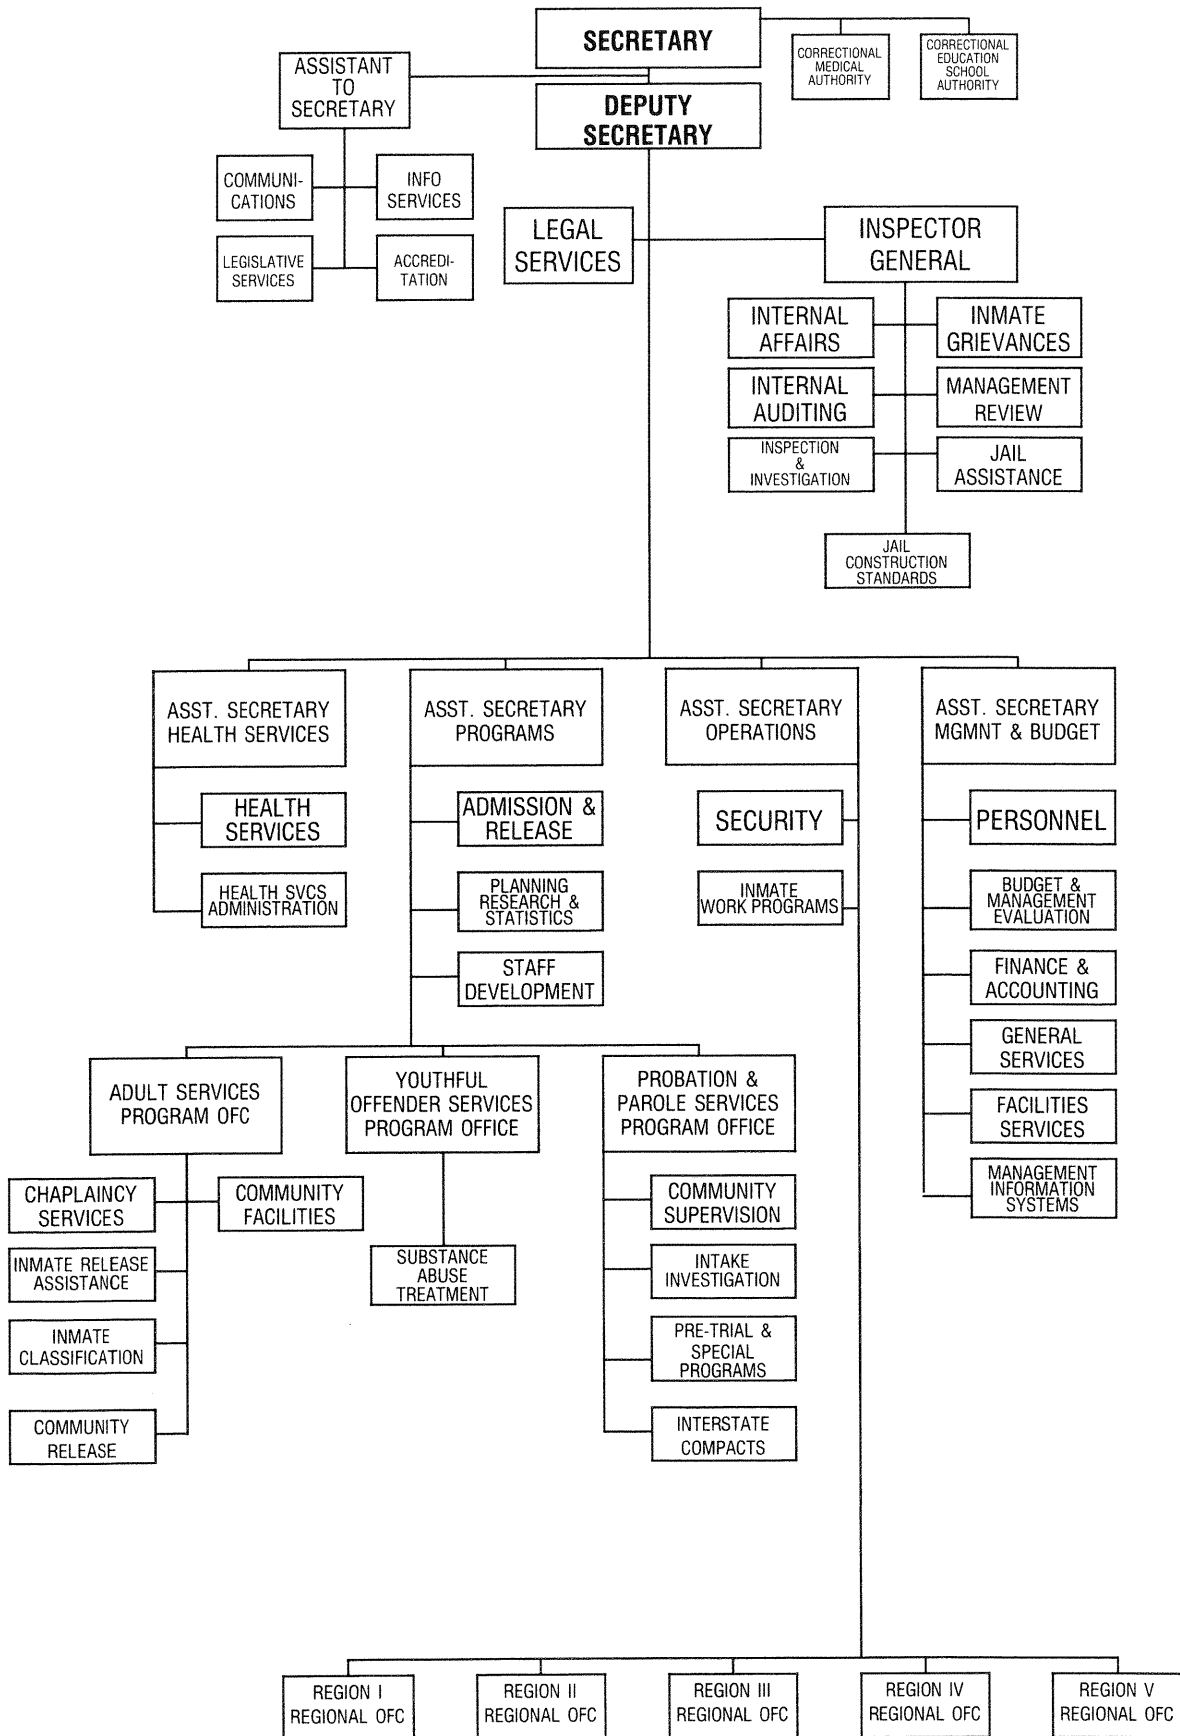 SECRETARY
CORRECTIONAL
MEDICAL
AUTHORITY
CORRECTIONAL
EDUCATION
SCHOOL
AUTHORITY
ASSISTANT
TO
SECRETARY
DEPUTY
SECRETARY
COMMUNI-
CATIONS
INFO
SERVICES
LEGISLATIVE
SERVICES
ACCREDI-
TATION
LEGAL
SERVICES
INSPECTOR
GENERAL
INTERNAL
AFFAIRS
INMATE
GRIEVANCES
INTERNAL
AUDITING
MANAGEMENT
REVIEW
INSPECTION
&
INVESTIGATION
JAIL
ASSISTANCE
JAIL
CONSTRUCTION
STANDARDS
ASST. SECRETARY
HEALTH SERVICES
ASST. SECRETARY
PROGRAMS
ASST. SECRETARY
OPERATIONS
ASST. SECRETARY
MGMNT & BUDGET
HEALTH
SERVICES
ADMISSION &
RELEASE
SECURITY
PERSONNEL
HEALTH SVCS
ADMINISTRATION
PLANNING
RESEARCH &
STATISTICS
INMATE
WORK PROGRAMS
BUDGET &
MANAGEMENT
EVALUATION
STAFF
DEVELOPMENT
FINANCE &
ACCOUNTING
GENERAL
SERVICES
ADULT SERVICES
PROGRAM OFC
YOUTHFUL
OFFENDER SERVICES
PROGRAM OFFICE
PROBATION &
PAROLE SERVICES
PROGRAM OFFICE
FACILITIES
SERVICES
CHAPLAINCY
SERVICES
COMMUNITY
FACILITIES
COMMUNITY
SUPERVISION
MANAGEMENT
INFORMATION
SYSTEMS
INMATE RELEASE
ASSISTANCE
SUBSTANCE
ABUSE
TREATMENT
INTAKE
INVESTIGATION
INMATE
CLASSIFICATION
PRE-TRIAL &
SPECIAL
PROGRAMS
COMMUNITY
RELEASE
INTERSTATE
COMPACTS
REGION I
REGIONAL OFC
REGION II
REGIONAL OFC
REGION III
REGIONAL OFC
REGION IV
REGIONAL OFC
REGION V
REGIONAL OFC